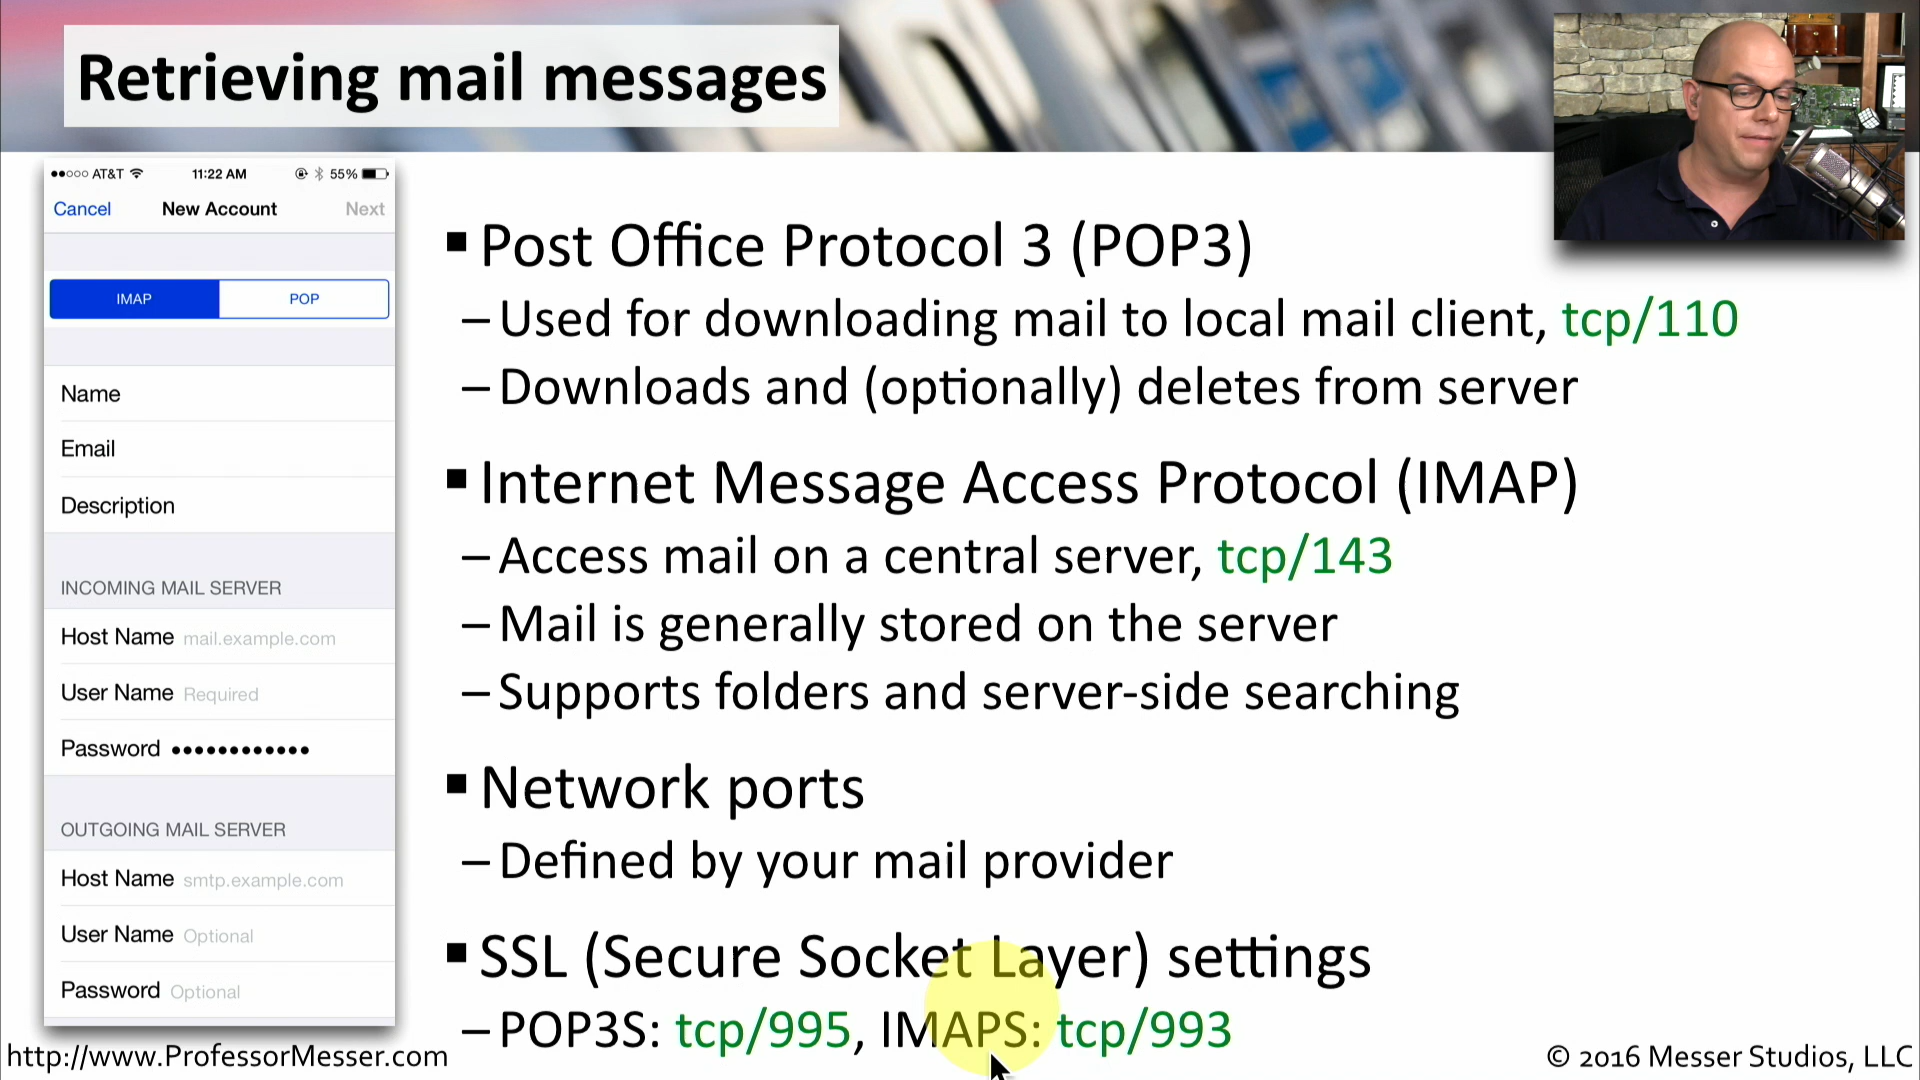 Retrieving mail messages
AT&T 11:22 AM 55%
Cancel New Account Next
IMAP POP
Name
Email
Description
INCOMING MAIL SERVER
Host Name mail.example.com
User Name Required
Password ••••••••••••
OUTGOING MAIL SERVER
Host Name smtp.example.com
User Name Optional
Password Optional
▪ Post Office Protocol 3 (POP3)
– Used for downloading mail to local mail client, tcp/110
– Downloads and (optionally) deletes from server
▪ Internet Message Access Protocol (IMAP)
– Access mail on a central server, tcp/143
– Mail is generally stored on the server
– Supports folders and server-side searching
▪ Network ports
– Defined by your mail provider
▪ SSL (Secure Socket Layer) settings
– POP3S: tcp/995, IMAPS: tcp/993
http://www.ProfessorMesser.com
© 2016 Messer Studios, LLC